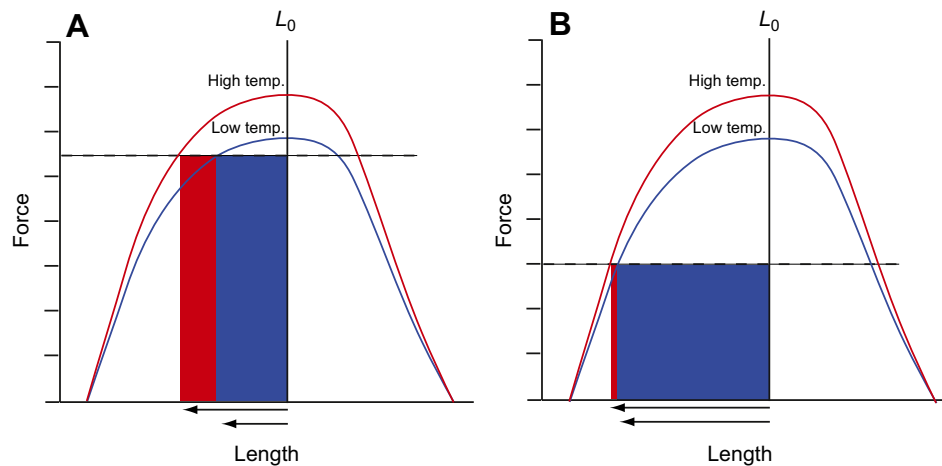 A
L0
High temp.
Low temp.
Force
Length
B
L0
High temp.
Low temp.
Force
Length